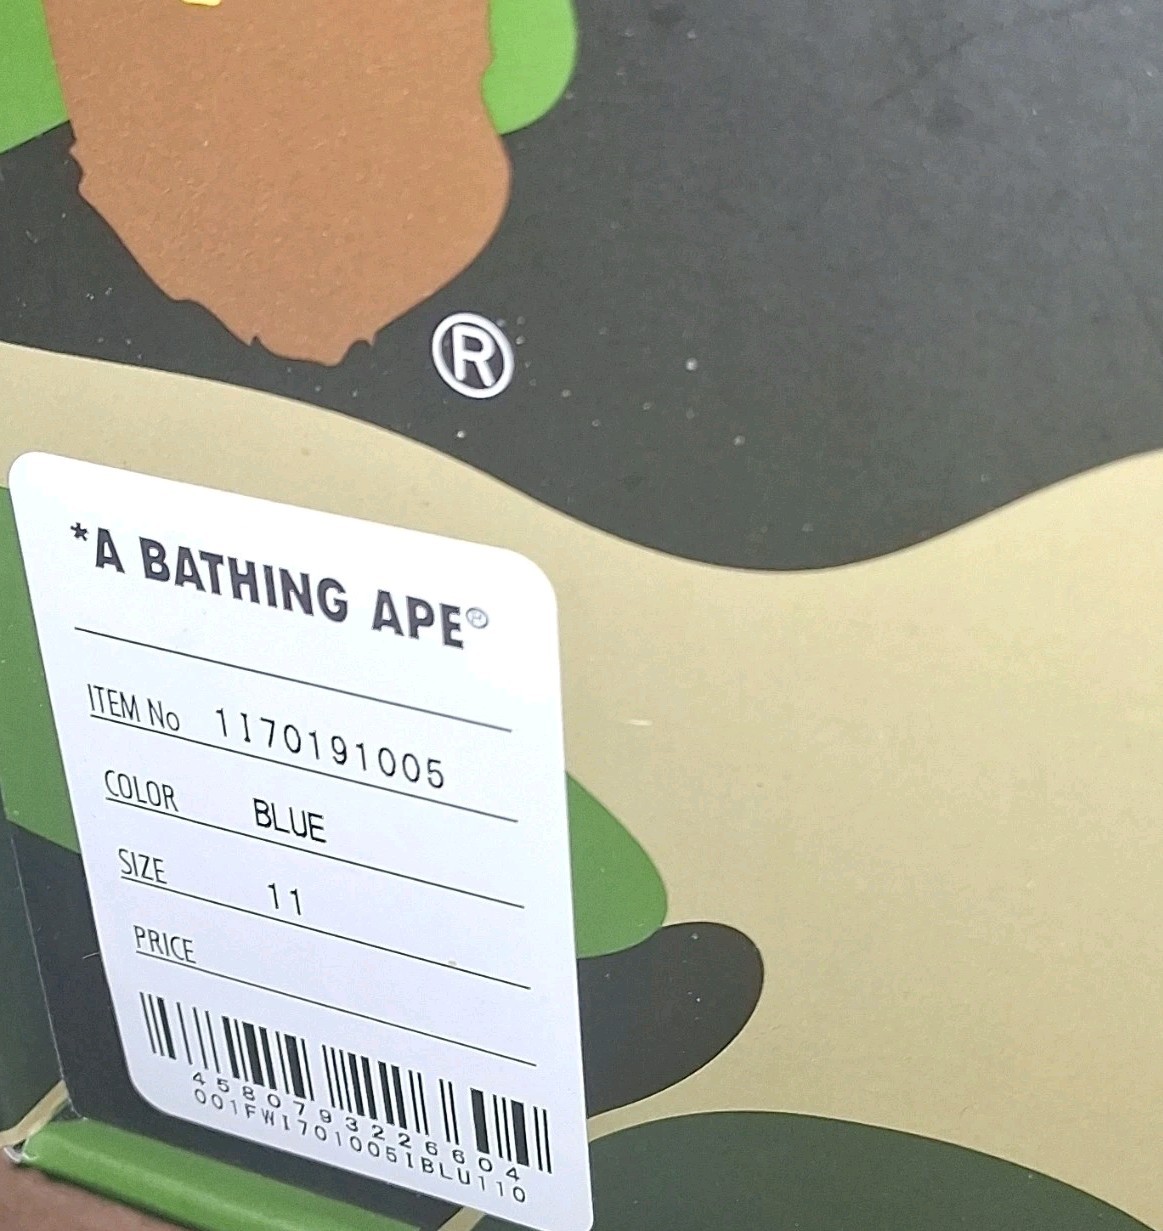 ®
*A BATHING APE®
ITEM No 1I70191005
COLOR BLUE
SIZE 11
PRICE
4580793226604
001FWI701005IBLU110